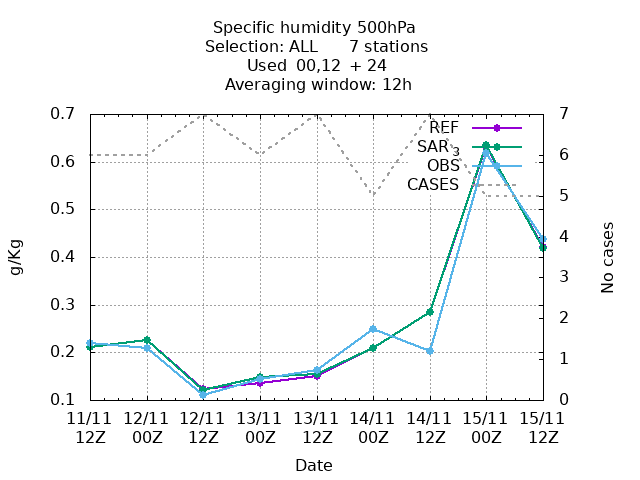 Specific humidity 500hPa
Selection: ALL      7 stations
Used  00,12  + 24
Averaging window: 12h
0.7
0.6
0.5
0.4
0.3
0.2
0.1
g/Kg
7
6
5
4
3
2
1
0
No cases
REF
SAR_3
OBS
CASES
11/11 12/11 12/11 13/11 13/11 14/11 14/11 15/11 15/11
12Z 00Z 12Z 00Z 12Z 00Z 12Z 00Z 12Z
Date